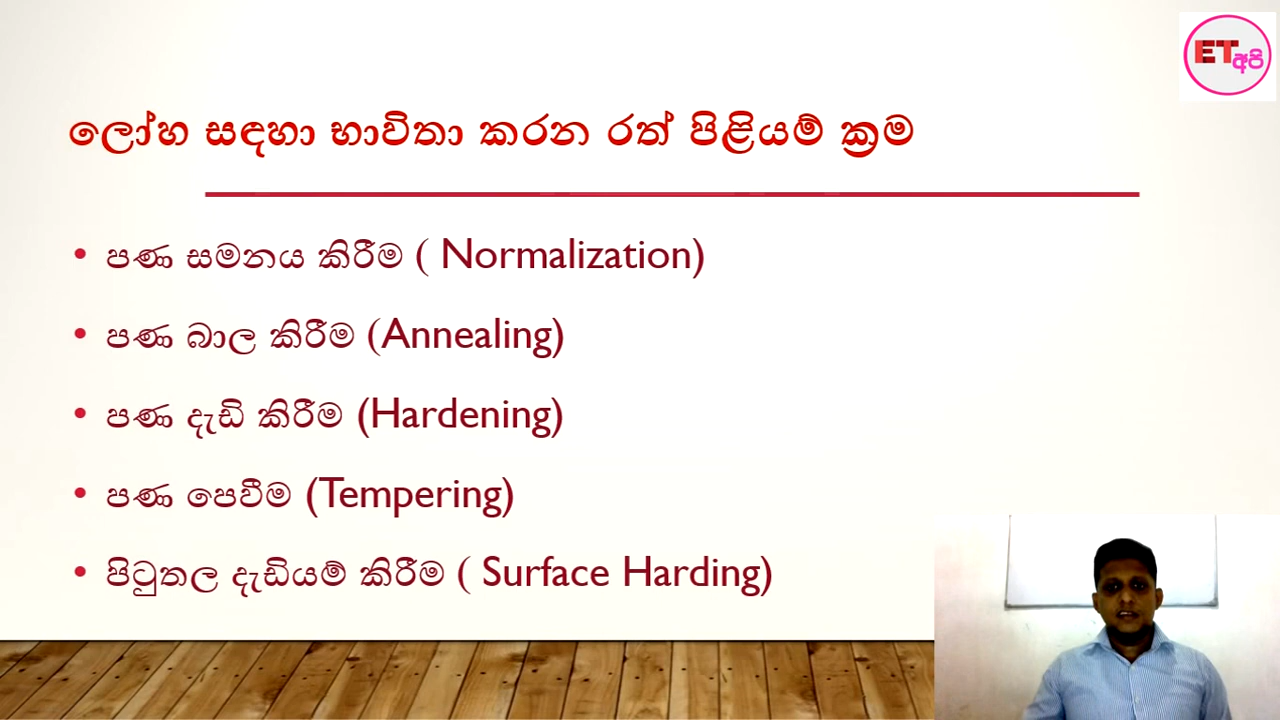 ET
අපි
ලෝහ සඳහා භාවිතා කරන රත් පිළියම් ක්‍රම
• පණ සමනය කිරීම ( Normalization)
• පණ බාල කිරීම (Annealing)
• පණ දැඩි කිරීම (Hardening)
• පණ පෙවීම (Tempering)
• පිටුතල දැඩියම් කිරීම ( Surface Harding)